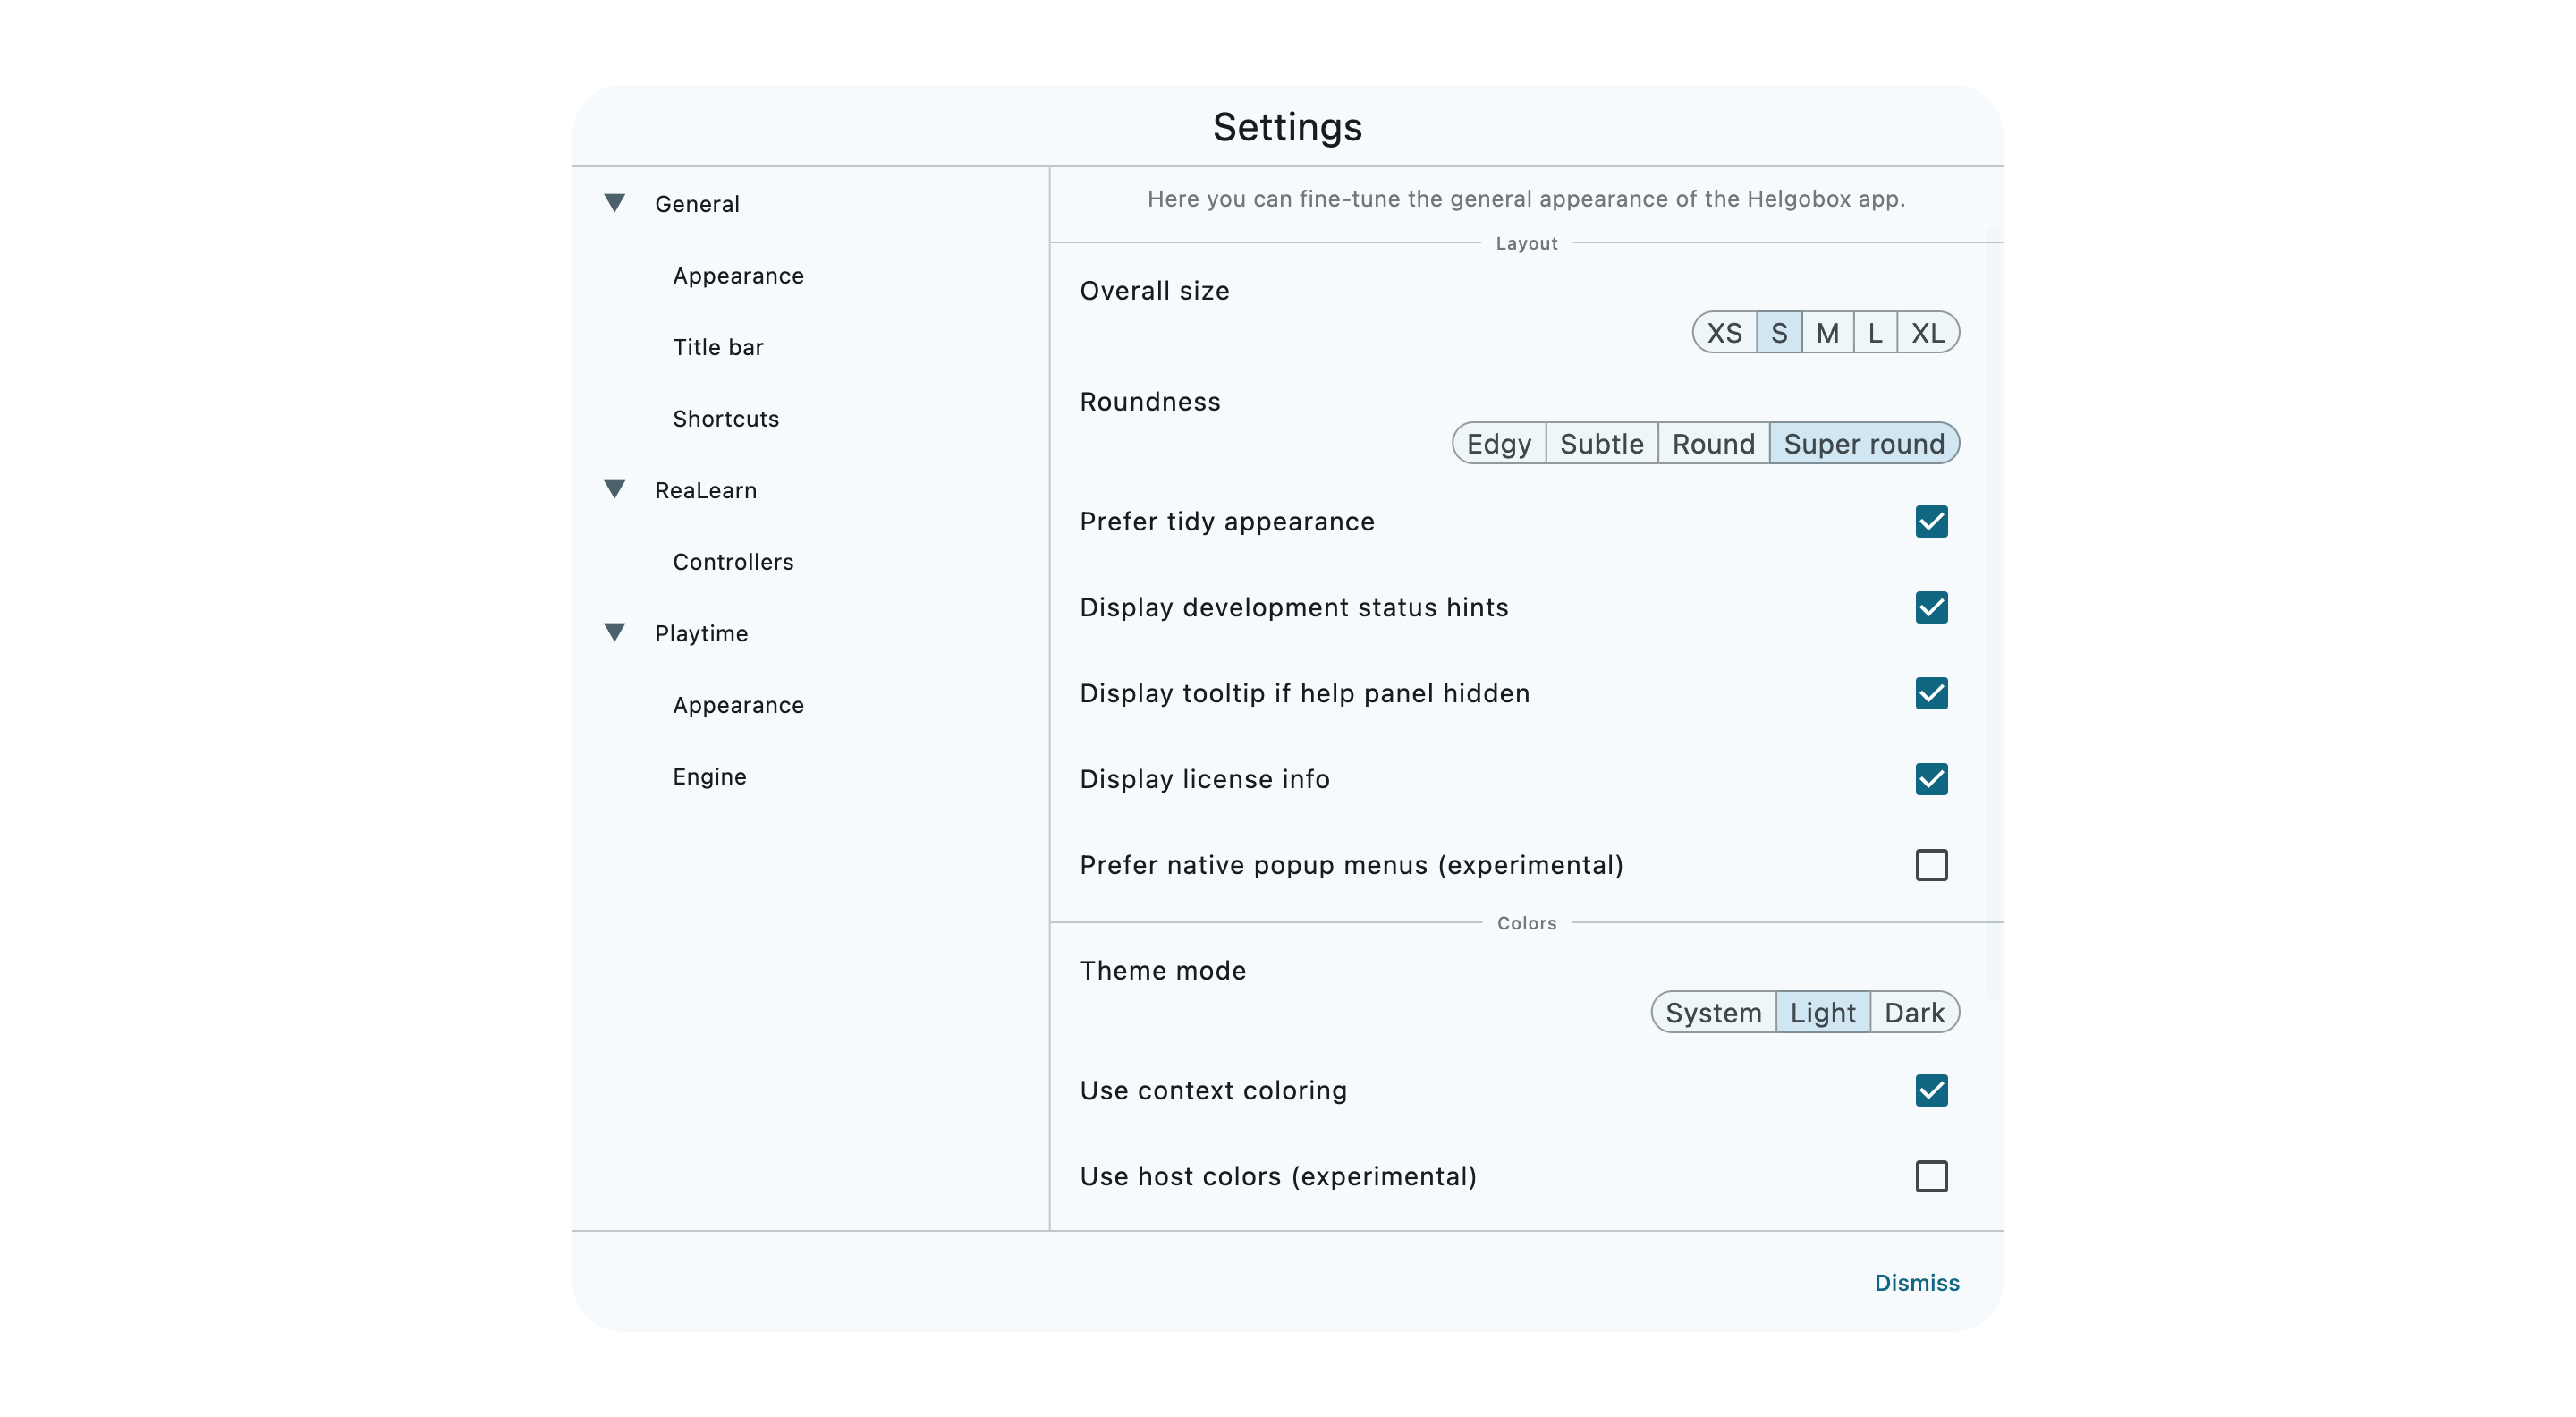 Settings
General
Appearance
Title bar
Shortcuts
ReaLearn
Controllers
Playtime
Appearance
Engine
Here you can fine-tune the general appearance of the Helgobox app.
Layout
Overall size
XS S M L XL
Roundness
Edgy Subtle Round Super round
Prefer tidy appearance
Display development status hints
Display tooltip if help panel hidden
Display license info
Prefer native popup menus (experimental)
Colors
Theme mode
System Light Dark
Use context coloring
Use host colors (experimental)
Dismiss